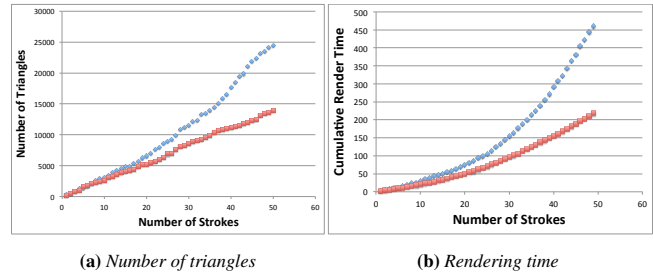 30000
25000
20000
15000
10000
5000
0
Number of Triangles
0 10 20 30 40 50 60
Number of Strokes
500
450
400
350
300
250
200
150
100
50
0
Cumulative Render Time
0 10 20 30 40 50 60
Number of Strokes
(a) Number of triangles
(b) Rendering time